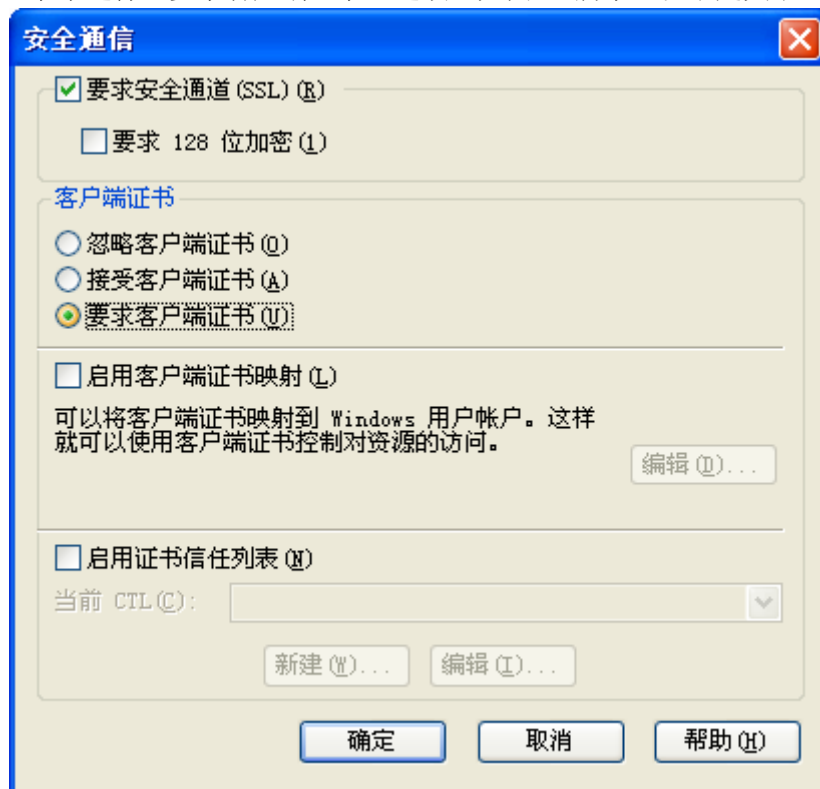 安全通信
要求安全通道(SSL)(R)
要求 128 位加密(1)
客户端证书
忽略客户端证书(O)
接受客户端证书(A)
要求客户端证书(U)
启用客户端证书映射(L)
可以将客户端证书映射到 Windows 用户帐户。这样
就可以使用客户端证书控制对资源的访问。
编辑(D)...
启用证书信任列表(N)
当前 CTL(C):
新建(W)...
编辑(I)...
确定
取消
帮助(H)